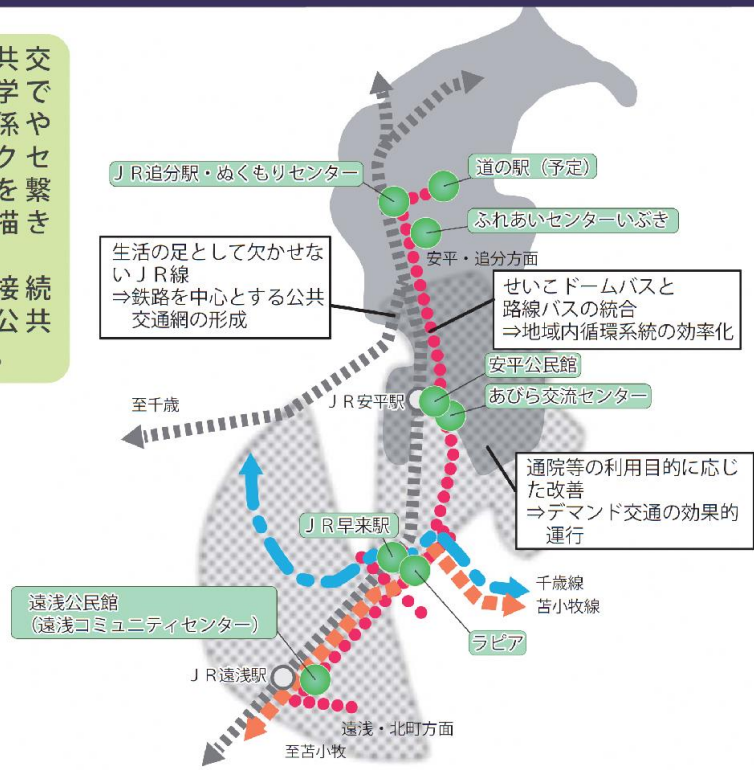 共交
学で
係や
クセ
を繋
描き
接続
公共
JR追分駅・ぬくもりセンター
道の駅（予定）
ふれあいセンターいぶき
安平・追分方面
生活の足として欠かせな
いJR線
⇒鉄路を中心とする公共
交通網の形成
せいこドームバスと
路線バスの統合
⇒地域内循環系統の効率化
安平公民館
JR安平駅
あびら交流センター
至千歳
通院等の利用目的に応じ
た改善
⇒デマンド交通の効果的
運行
JR早来駅
千歳線
苫小牧線
遠浅公民館
（遠浅コミュニティセンター）
ラピア
JR遠浅駅
遠浅・北町方面
至苫小牧